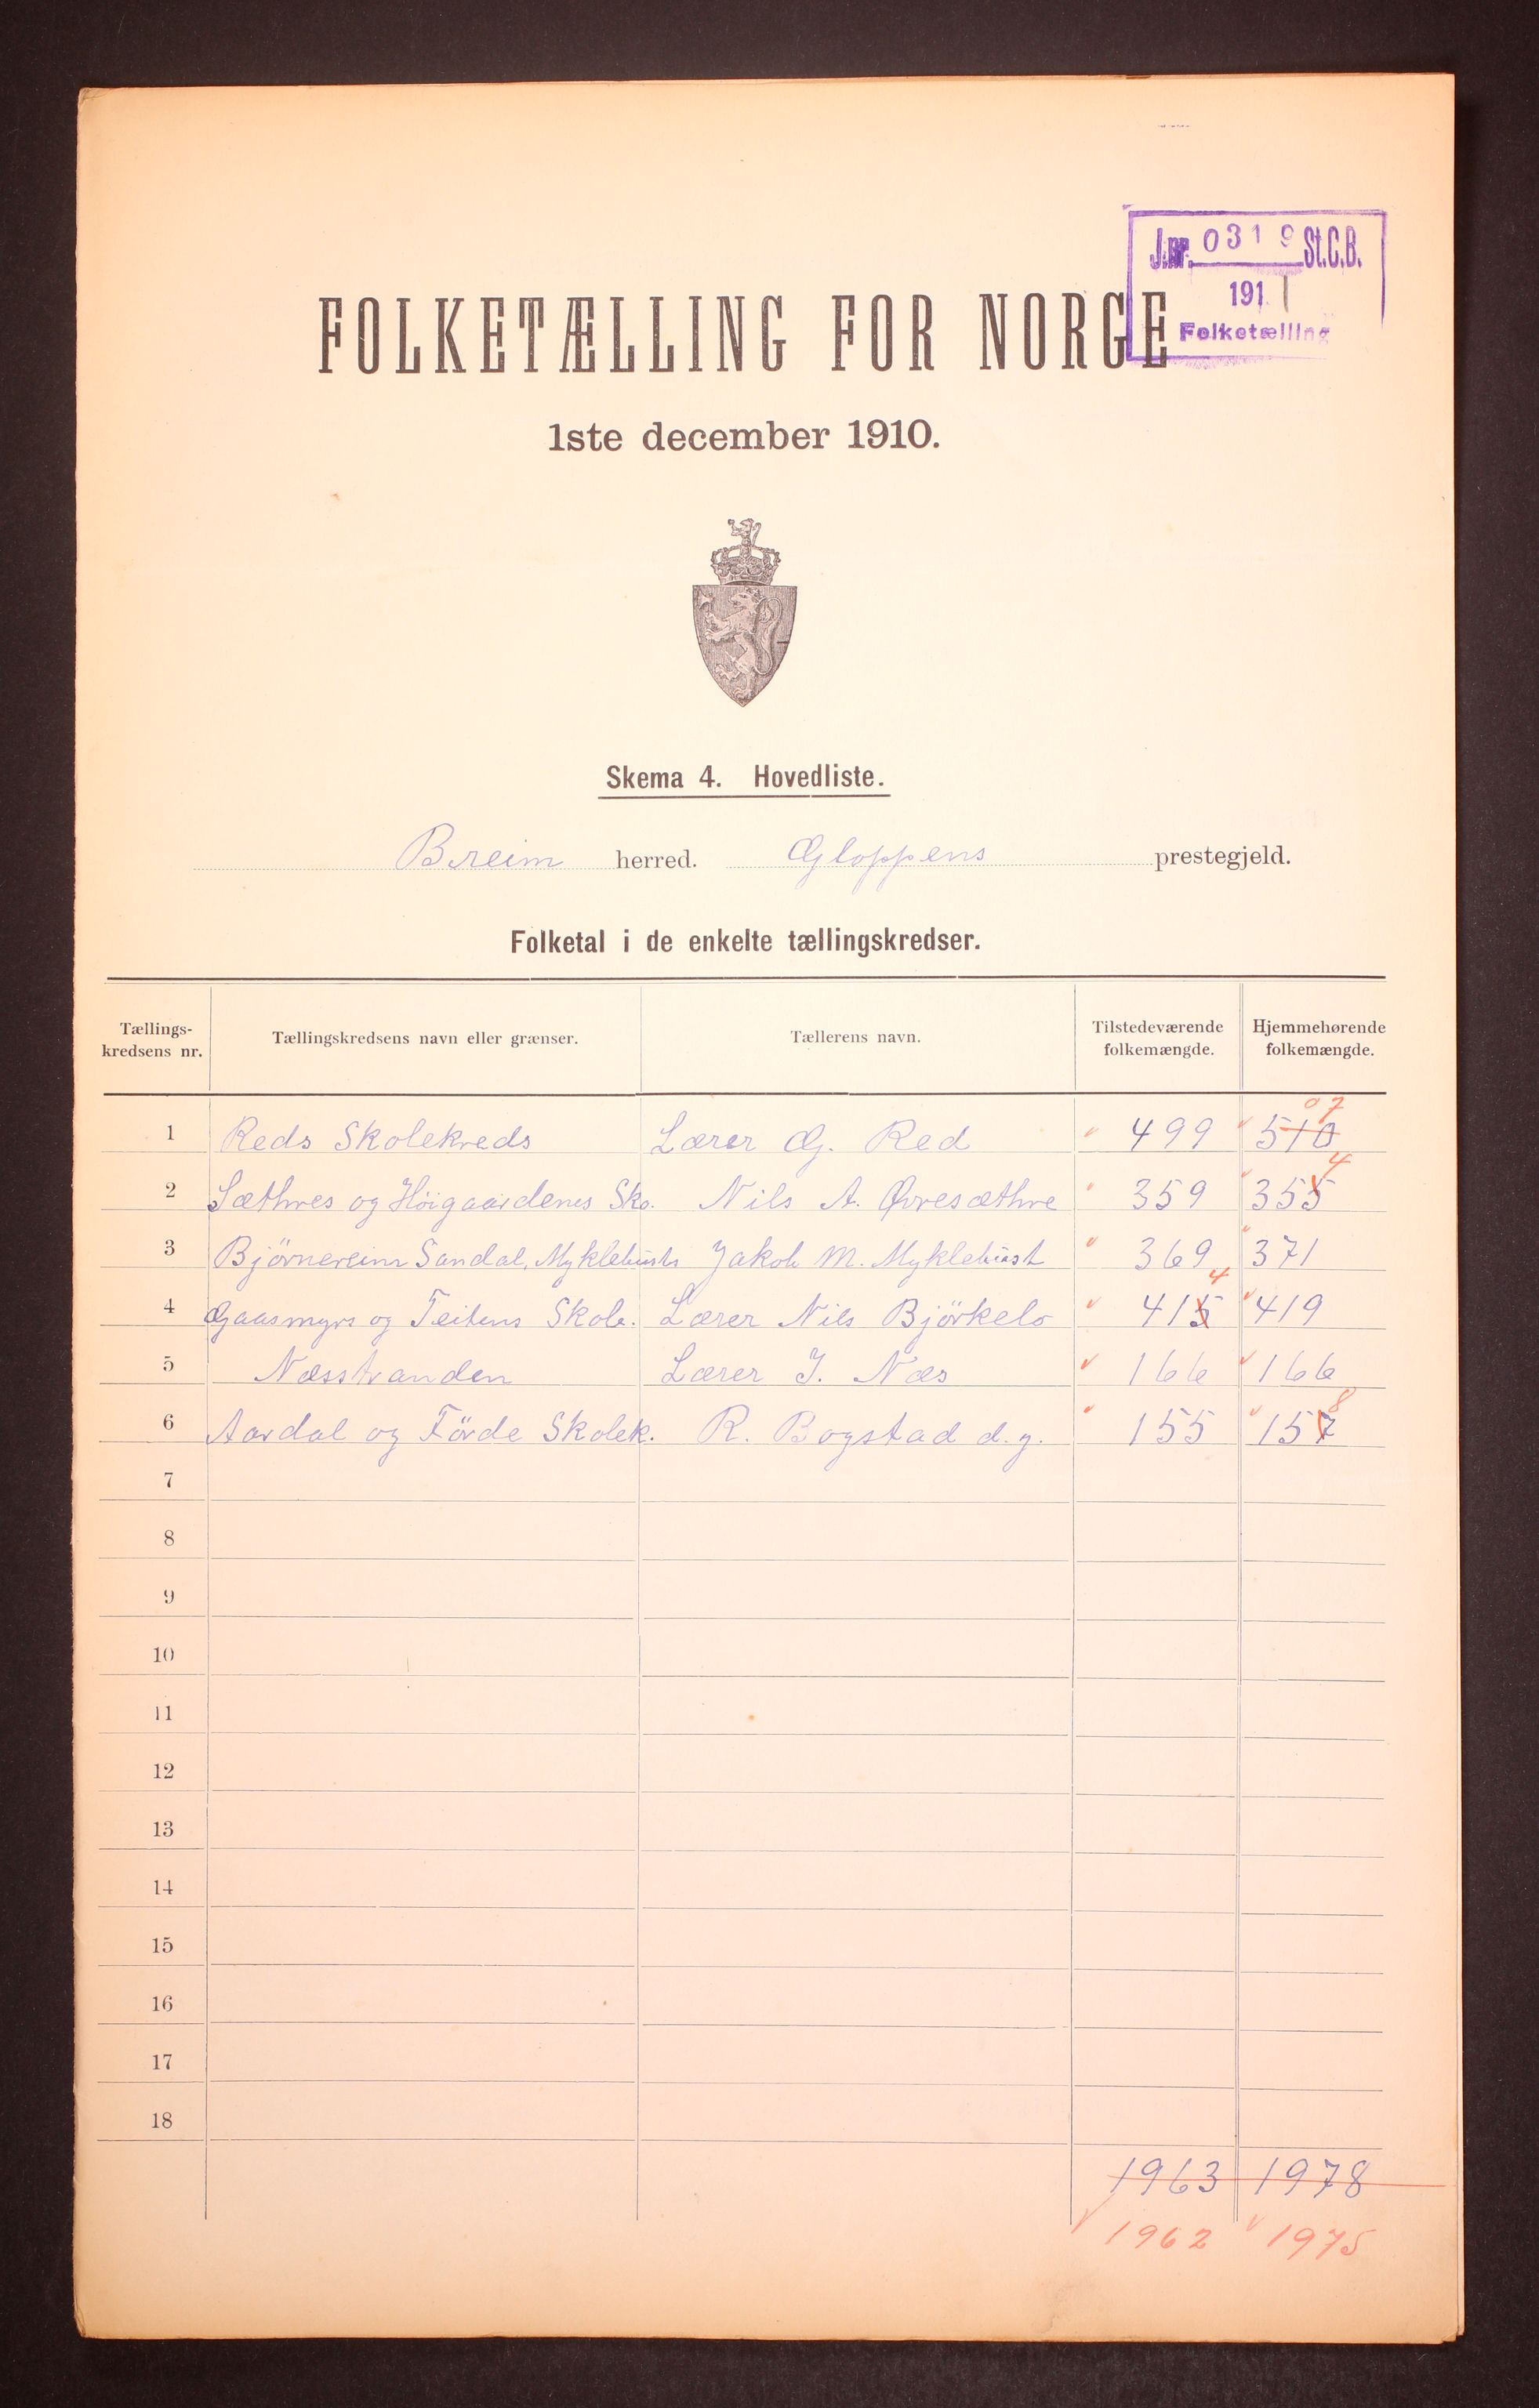 J.nr. 0319 St.C.B.
1911
Folketælling
FOLKETÆLLING FOR NORGE
1ste december 1910.
Skema 4. Hovedliste.
Breim herred. Gloppens prestegjeld.
Folketal i de enkelte tællingskredser.
Tællings-kredsens nr. Tællingskredsens navn eller grænser. Tællerens navn. Tilstedeværende folkemængde. Hjemmehørende folkemængde.
07
1 Reds Skolekreds Lærer G. Red 499 510
4
2 Sæthres og Höigaardenes Sko. Nils A. Øvresæthre 359 355
3 Björnereim Sandal, Myklebusts Jakob M. Myklebust 369 371
4
4 Gaasmyrs og Teitens Skole. Lærer Nils Björkelo 415 419
5 Næsstranden Lærer J. Næs 166 166
8
6 Aardal og Förde Skolek. R. Bogstad d.y. 155 157
7
8
9
10
11
12
13
14
15
16
17
18
1963 1978
1962 1975